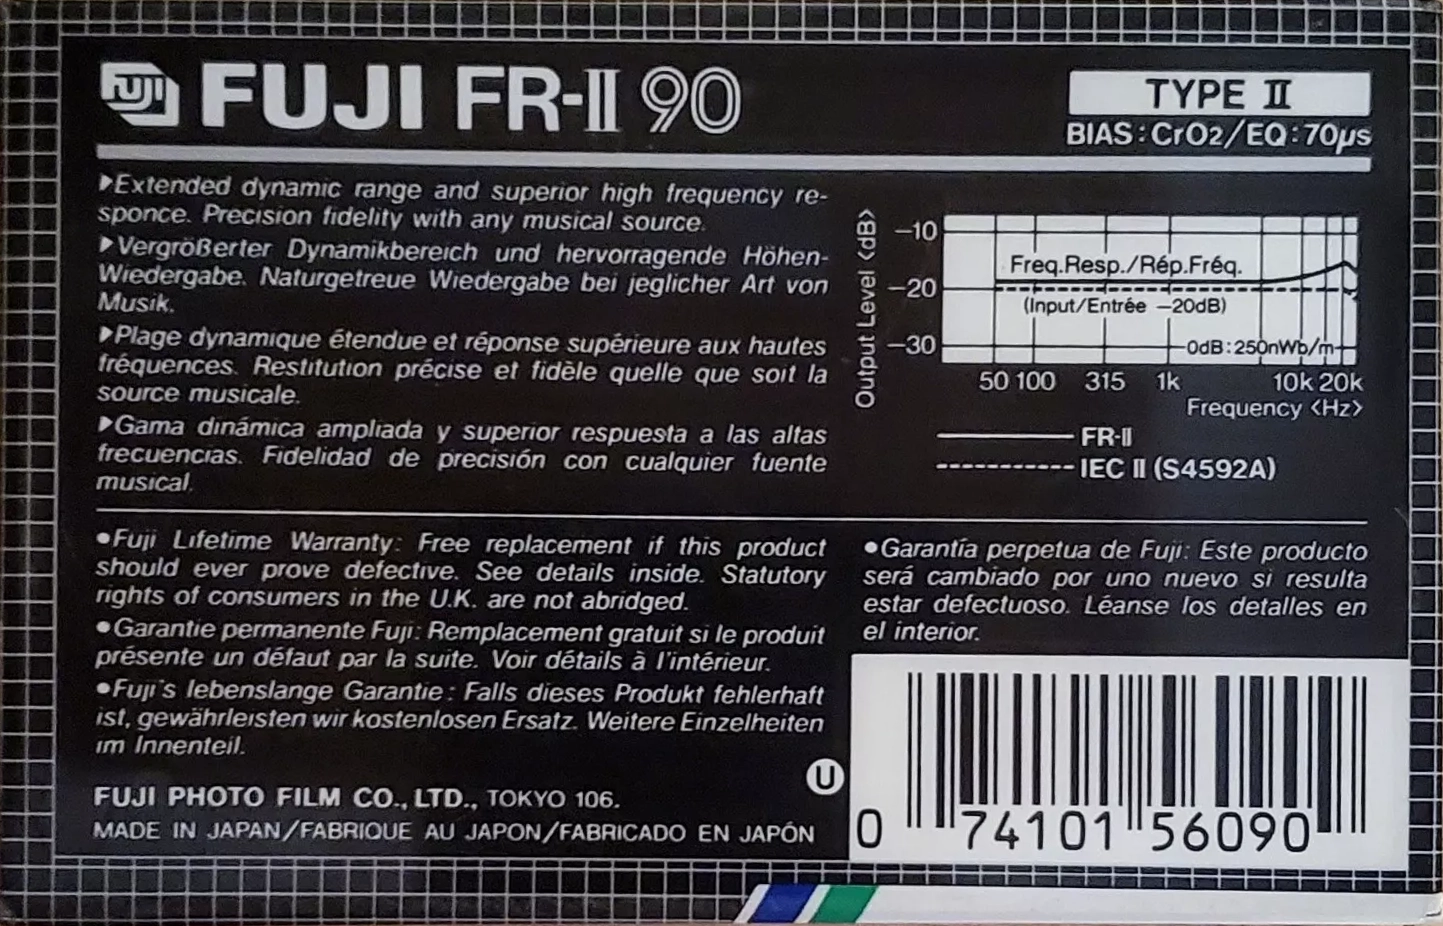 FUJI FUJI FR-II 90
TYPE II
BIAS:CrO2/EQ:70µs
▶Extended dynamic range and superior high frequency re-
sponce. Precision fidelity with any musical source.
▶Vergrößerter Dynamikbereich und hervorragende Höhen-
Wiedergabe. Naturgetreue Wiedergabe bei jeglicher Art von
Musik.
▶Plage dynamique étendue et réponse supérieure aux hautes
fréquences. Restitution précise et fidèle quelle que soit la
source musicale.
▶Gama dinámica ampliada y superior respuesta a las altas
frecuencias. Fidelidad de precisión con cualquier fuente
musical.
Output Level <dB>
-10
-20
-30
Freq.Resp./Rép.Fréq.
(Input/Entrée -20dB)
0dB:250nWb/m
50 100 315 1k 10k 20k
Frequency <Hz>
FR-II
IEC II (S4592A)
●Fuji Lifetime Warranty: Free replacement if this product
should ever prove defective. See details inside. Statutory
rights of consumers in the U.K. are not abridged.
●Garantie permanente Fuji: Remplacement gratuit si le produit
présente un défaut par la suite. Voir détails à l'intérieur.
●Fuji's lebenslange Garantie: Falls dieses Produkt fehlerhaft
ist, gewährleisten wir kostenlosen Ersatz. Weitere Einzelheiten
im Innenteil.
●Garantía perpetua de Fuji: Este producto
será cambiado por uno nuevo si resulta
estar defectuoso. Léanse los detalles en
el interior.
FUJI PHOTO FILM CO., LTD., TOKYO 106.
MADE IN JAPAN/FABRIQUE AU JAPON/FABRICADO EN JAPÓN
U
0 74101 56090